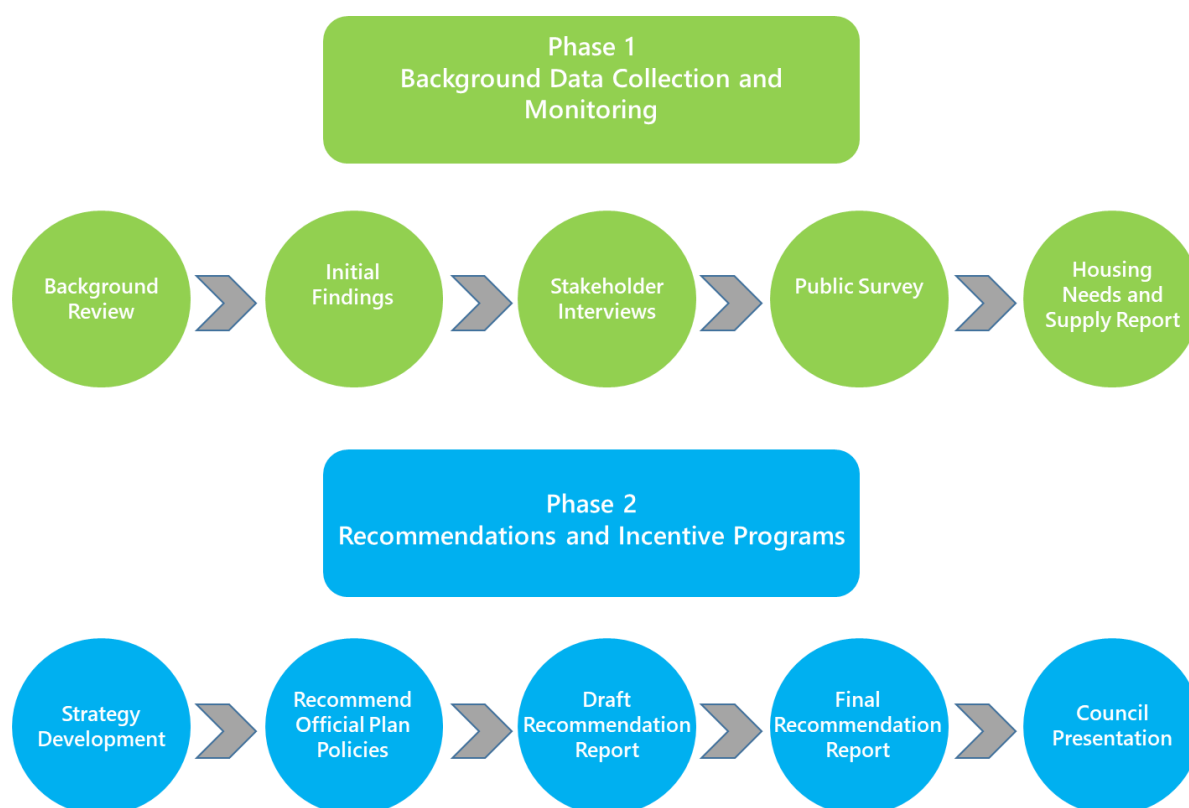 Phase 1
Background Data Collection and
Monitoring
Background
Review
Initial
Findings
Stakeholder
Interviews
Public Survey
Housing
Needs and
Supply Report
Phase 2
Recommendations and Incentive Programs
Strategy
Development
Recommend
Official Plan
Policies
Draft
Recommendation
Report
Final
Recommendation
Report
Council
Presentation